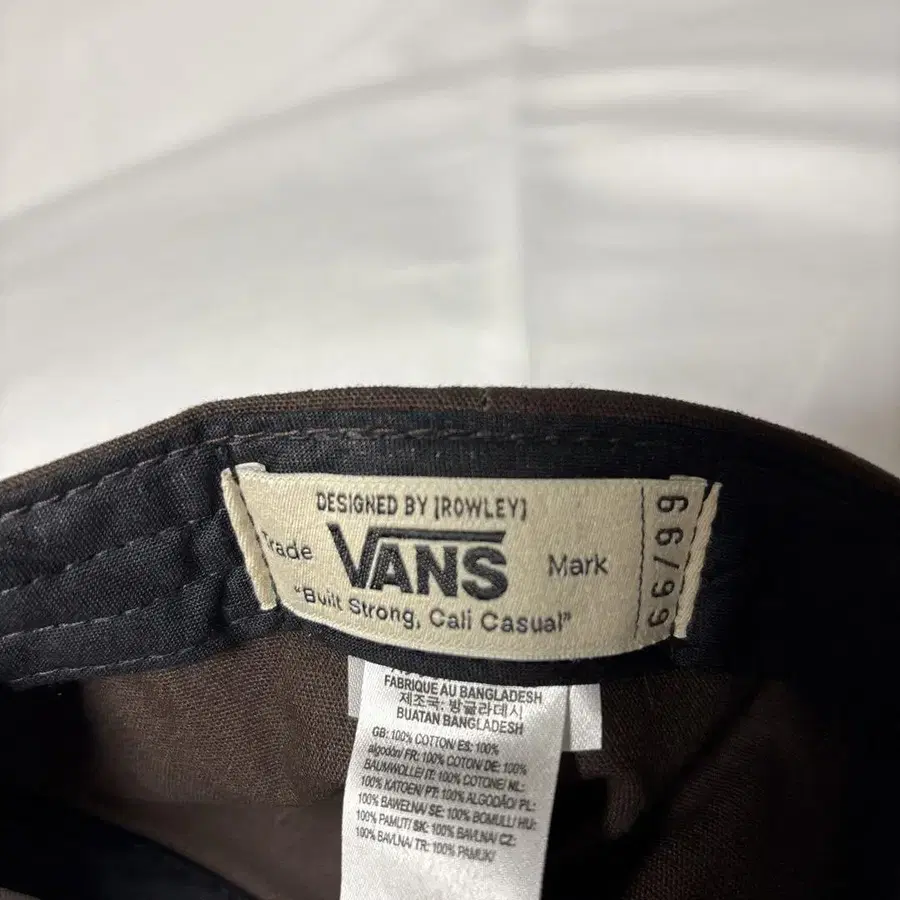 DESIGNED BY [ROWLEY]
Trade VANS Mark
"Built Strong, Cali Casual"
66/99
FABRIQUE AU BANGLADESH
제조국: 방글라데시
BUATAN BANGLADESH
GB: 100% COTTON/ ES: 100%
algodón/ FR: 100% COTON/ DE: 100%
BAUMWOLLE/ IT: 100% COTONE/ NL:
100% KATOEN/ PT: 100% ALGODÃO/ PL:
100% BAWEŁNA/ SE: 100% BOMULL/ HU:
100% PAMUT/ SK: 100% BAVLNA/ CZ:
100% BAVLNA/ TR: 100% PAMUK/